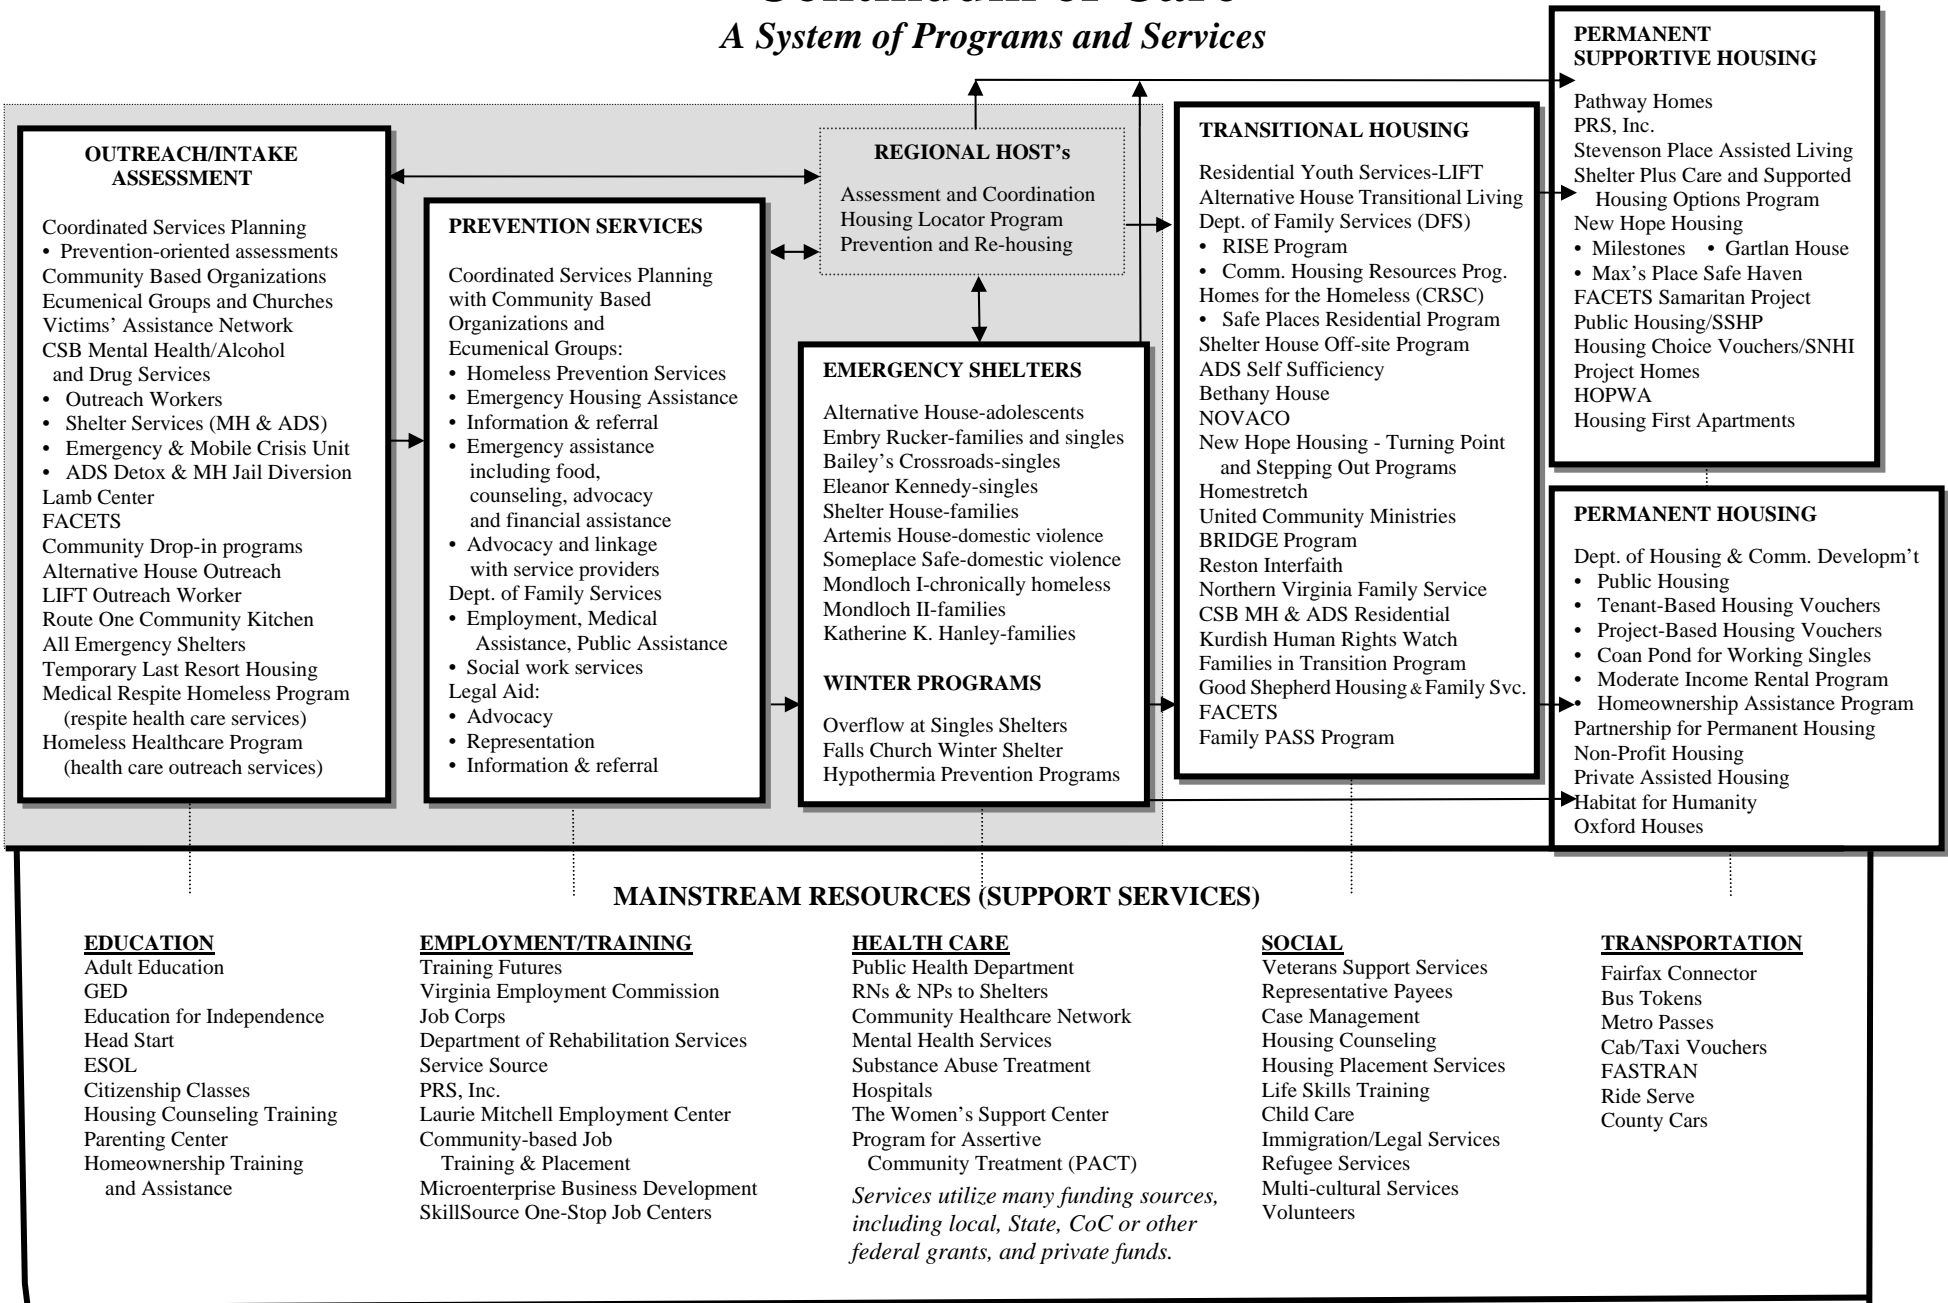 A System of Programs and Services
OUTREACH/INTAKE
ASSESSMENT
Coordinated Services Planning
• Prevention-oriented assessments
Community Based Organizations
Ecumenical Groups and Churches
Victims’ Assistance Network
CSB Mental Health/Alcohol
and Drug Services
• Outreach Workers
• Shelter Services (MH & ADS)
• Emergency & Mobile Crisis Unit
• ADS Detox & MH Jail Diversion
Lamb Center
FACETS
Community Drop-in programs
Alternative House Outreach
LIFT Outreach Worker
Route One Community Kitchen
All Emergency Shelters
Temporary Last Resort Housing
Medical Respite Homeless Program
(respite health care services)
Homeless Healthcare Program
(health care outreach services)
PREVENTION SERVICES
Coordinated Services Planning
with Community Based
Organizations and
Ecumenical Groups:
• Homeless Prevention Services
• Emergency Housing Assistance
• Information & referral
• Emergency assistance
including food,
counseling, advocacy
and financial assistance
• Advocacy and linkage
with service providers
Dept. of Family Services
• Employment, Medical
Assistance, Public Assistance
• Social work services
Legal Aid:
• Advocacy
• Representation
• Information & referral
REGIONAL HOST's
Assessment and Coordination
Housing Locator Program
Prevention and Re-housing
EMERGENCY SHELTERS
Alternative House-adolescents
Embry Rucker-families and singles
Bailey’s Crossroads-singles
Eleanor Kennedy-singles
Shelter House-families
Artemis House-domestic violence
Someplace Safe-domestic violence
Mondloch I-chronically homeless
Mondloch II-families
Katherine K. Hanley-families
WINTER PROGRAMS
Overflow at Singles Shelters
Falls Church Winter Shelter
Hypothermia Prevention Programs
TRANSITIONAL HOUSING
Residential Youth Services-LIFT
Alternative House Transitional Living
Dept. of Family Services (DFS)
• RISE Program
• Comm. Housing Resources Prog.
Homes for the Homeless (CRSC)
• Safe Places Residential Program
Shelter House Off-site Program
ADS Self Sufficiency
Bethany House
NOVACO
New Hope Housing - Turning Point
and Stepping Out Programs
Homestretch
United Community Ministries
BRIDGE Program
Reston Interfaith
Northern Virginia Family Service
CSB MH & ADS Residential
Kurdish Human Rights Watch
Families in Transition Program
Good Shepherd Housing & Family Svc.
FACETS
Family PASS Program
PERMANENT
SUPPORTIVE HOUSING
Pathway Homes
PRS, Inc.
Stevenson Place Assisted Living
Shelter Plus Care and Supported
Housing Options Program
New Hope Housing
• Milestones • Gartlan House
• Max’s Place Safe Haven
FACETS Samaritan Project
Public Housing/SSHP
Housing Choice Vouchers/SNHI
Project Homes
HOPWA
Housing First Apartments
PERMANENT HOUSING
Dept. of Housing & Comm. Developm't
• Public Housing
• Tenant-Based Housing Vouchers
• Project-Based Housing Vouchers
• Coan Pond for Working Singles
• Moderate Income Rental Program
• Homeownership Assistance Program
Partnership for Permanent Housing
Non-Profit Housing
Private Assisted Housing
Habitat for Humanity
Oxford Houses
MAINSTREAM RESOURCES (SUPPORT SERVICES)
EDUCATION
Adult Education
GED
Education for Independence
Head Start
ESOL
Citizenship Classes
Housing Counseling Training
Parenting Center
Homeownership Training
and Assistance
EMPLOYMENT/TRAINING
Training Futures
Virginia Employment Commission
Job Corps
Department of Rehabilitation Services
Service Source
PRS, Inc.
Laurie Mitchell Employment Center
Community-based Job
Training & Placement
Microenterprise Business Development
SkillSource One-Stop Job Centers
HEALTH CARE
Public Health Department
RNs & NPs to Shelters
Community Healthcare Network
Mental Health Services
Substance Abuse Treatment
Hospitals
The Women’s Support Center
Program for Assertive
Community Treatment (PACT)
Services utilize many funding sources,
including local, State, CoC or other
federal grants, and private funds.
SOCIAL
Veterans Support Services
Representative Payees
Case Management
Housing Counseling
Housing Placement Services
Life Skills Training
Child Care
Immigration/Legal Services
Refugee Services
Multi-cultural Services
Volunteers
TRANSPORTATION
Fairfax Connector
Bus Tokens
Metro Passes
Cab/Taxi Vouchers
FASTRAN
Ride Serve
County Cars